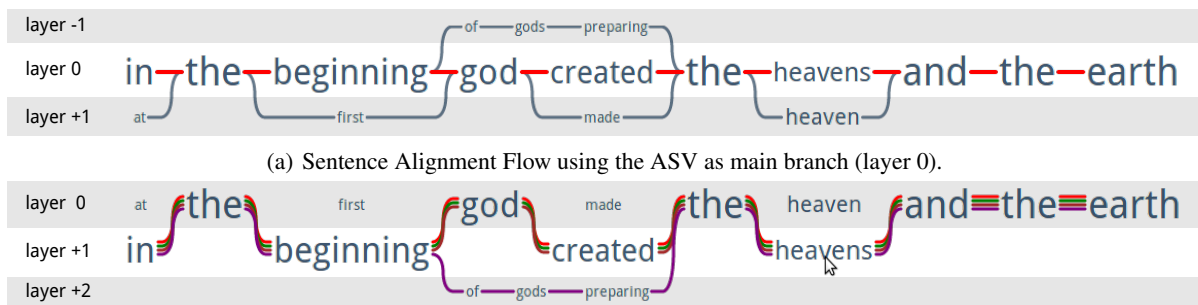 layer -1 of gods preparing
layer 0 in the beginning god created the heavens and the earth
layer +1 at first made heaven
(a) Sentence Alignment Flow using the ASV as main branch (layer 0).
layer 0 at the first god made the heaven and the earth
layer +1 in beginning created heavens
layer +2 of gods preparing